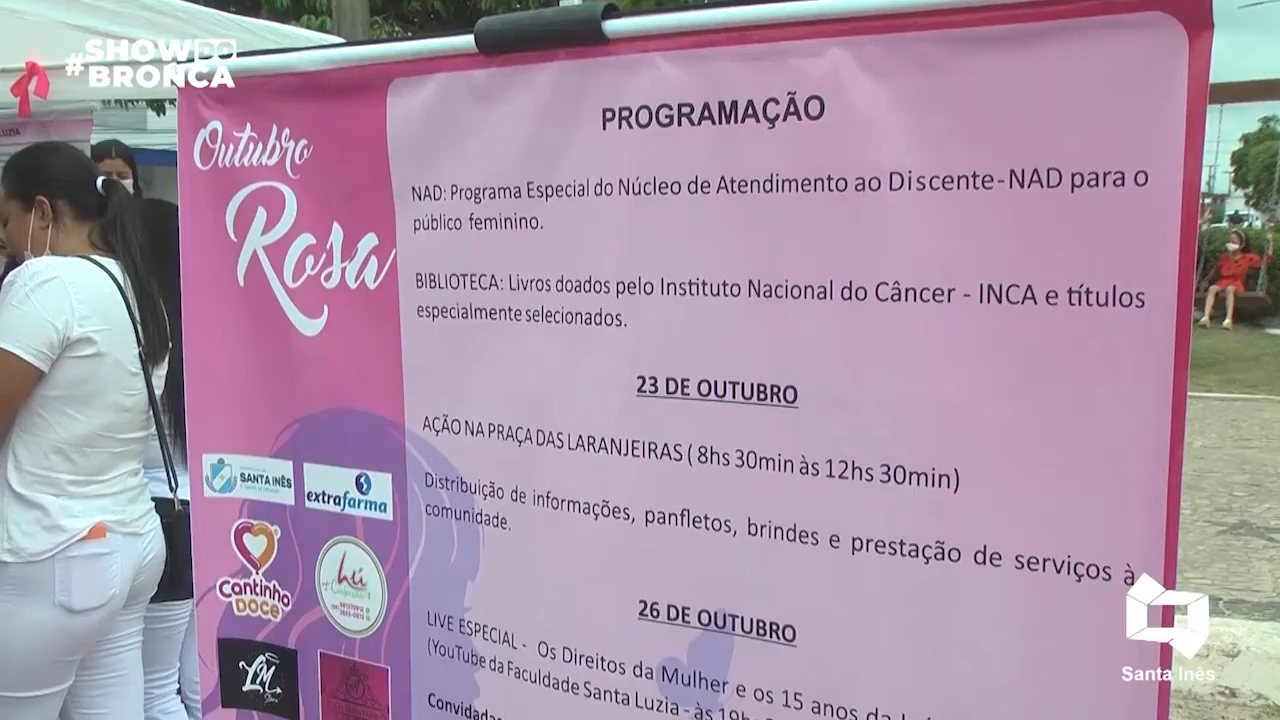 #SHOWDO
BRONCA
LUZIA
Outubro
Rosa
PROGRAMAÇÃO
NAD: Programa Especial do Núcleo de Atendimento ao Discente-NAD para o
público feminino.
BIBLIOTECA: Livros doados pelo Instituto Nacional do Câncer - INCA e títulos
especialmente selecionados.
23 DE OUTUBRO
AÇÃO NA PRAÇA DAS LARANJEIRAS ( 8hs 30min às 12hs 30min)
Distribuição de informações, panfletos, brindes e prestação de serviços à
comunidade.
26 DE OUTUBRO
LIVE ESPECIAL - Os Direitos da Mulher e os 15 anos da
(YouTube da Faculdade Santa Luzia - às 19h
SANTA INÊS
extrafarma
Cantinho
DOCE
Lú
LM
Santa Inês